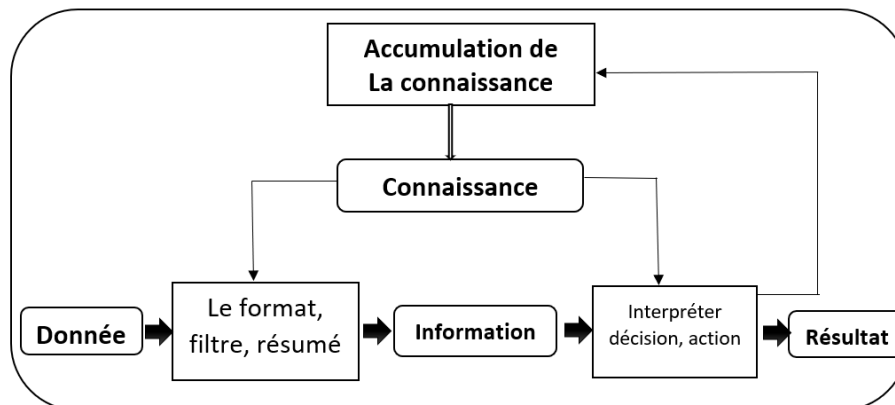 Accumulation de
La connaissance
Connaissance
Donnée
Le format,
filtre, résumé
Information
Interpréter
décision, action
Résultat